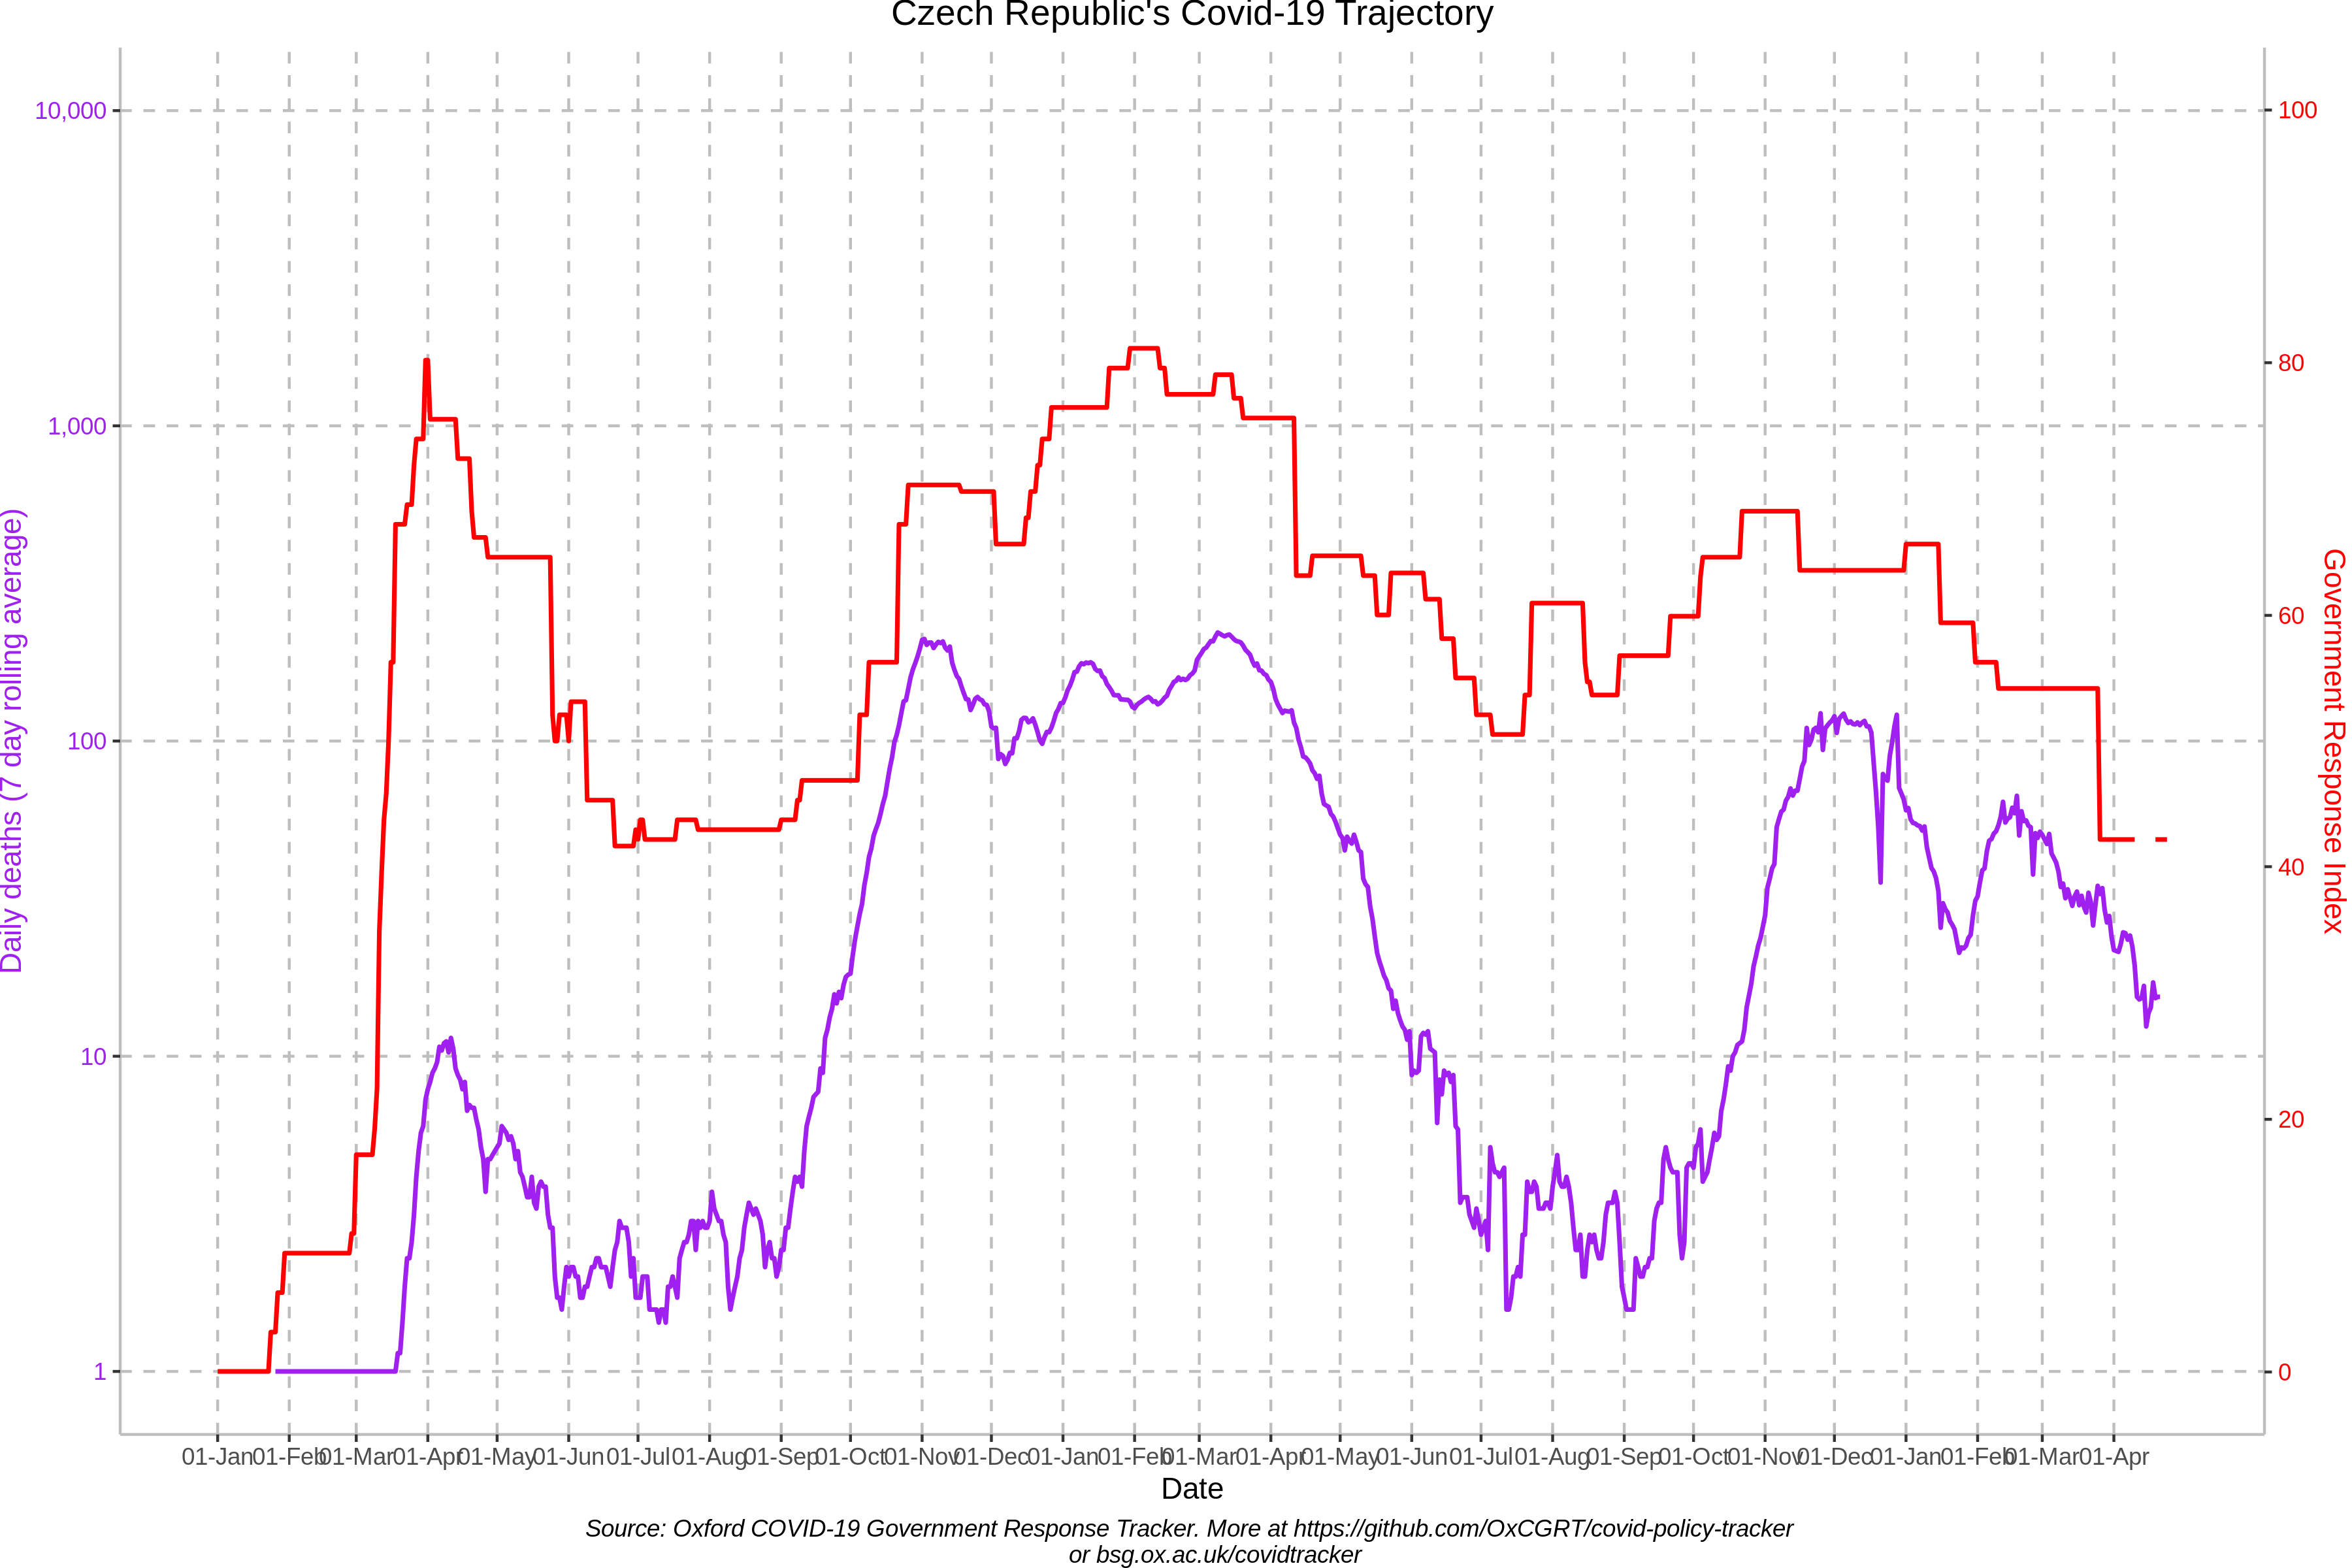 Czech Republic's Covid-19 Trajectory
10,000
1,000
100
10
1
Daily deaths (7 day rolling average)
100
80
60
40
20
0
Government Response Index
01-Jan 01-Feb 01-Mar 01-Apr 01-May 01-Jun 01-Jul 01-Aug 01-Sep 01-Oct 01-Nov 01-Dec 01-Jan 01-Feb 01-Mar 01-Apr 01-May 01-Jun 01-Jul 01-Aug 01-Sep 01-Oct 01-Nov 01-Dec 01-Jan 01-Feb 01-Mar 01-Apr
Date
Source: Oxford COVID-19 Government Response Tracker. More at https://github.com/OxCGRT/covid-policy-tracker
or bsg.ox.ac.uk/covidtracker